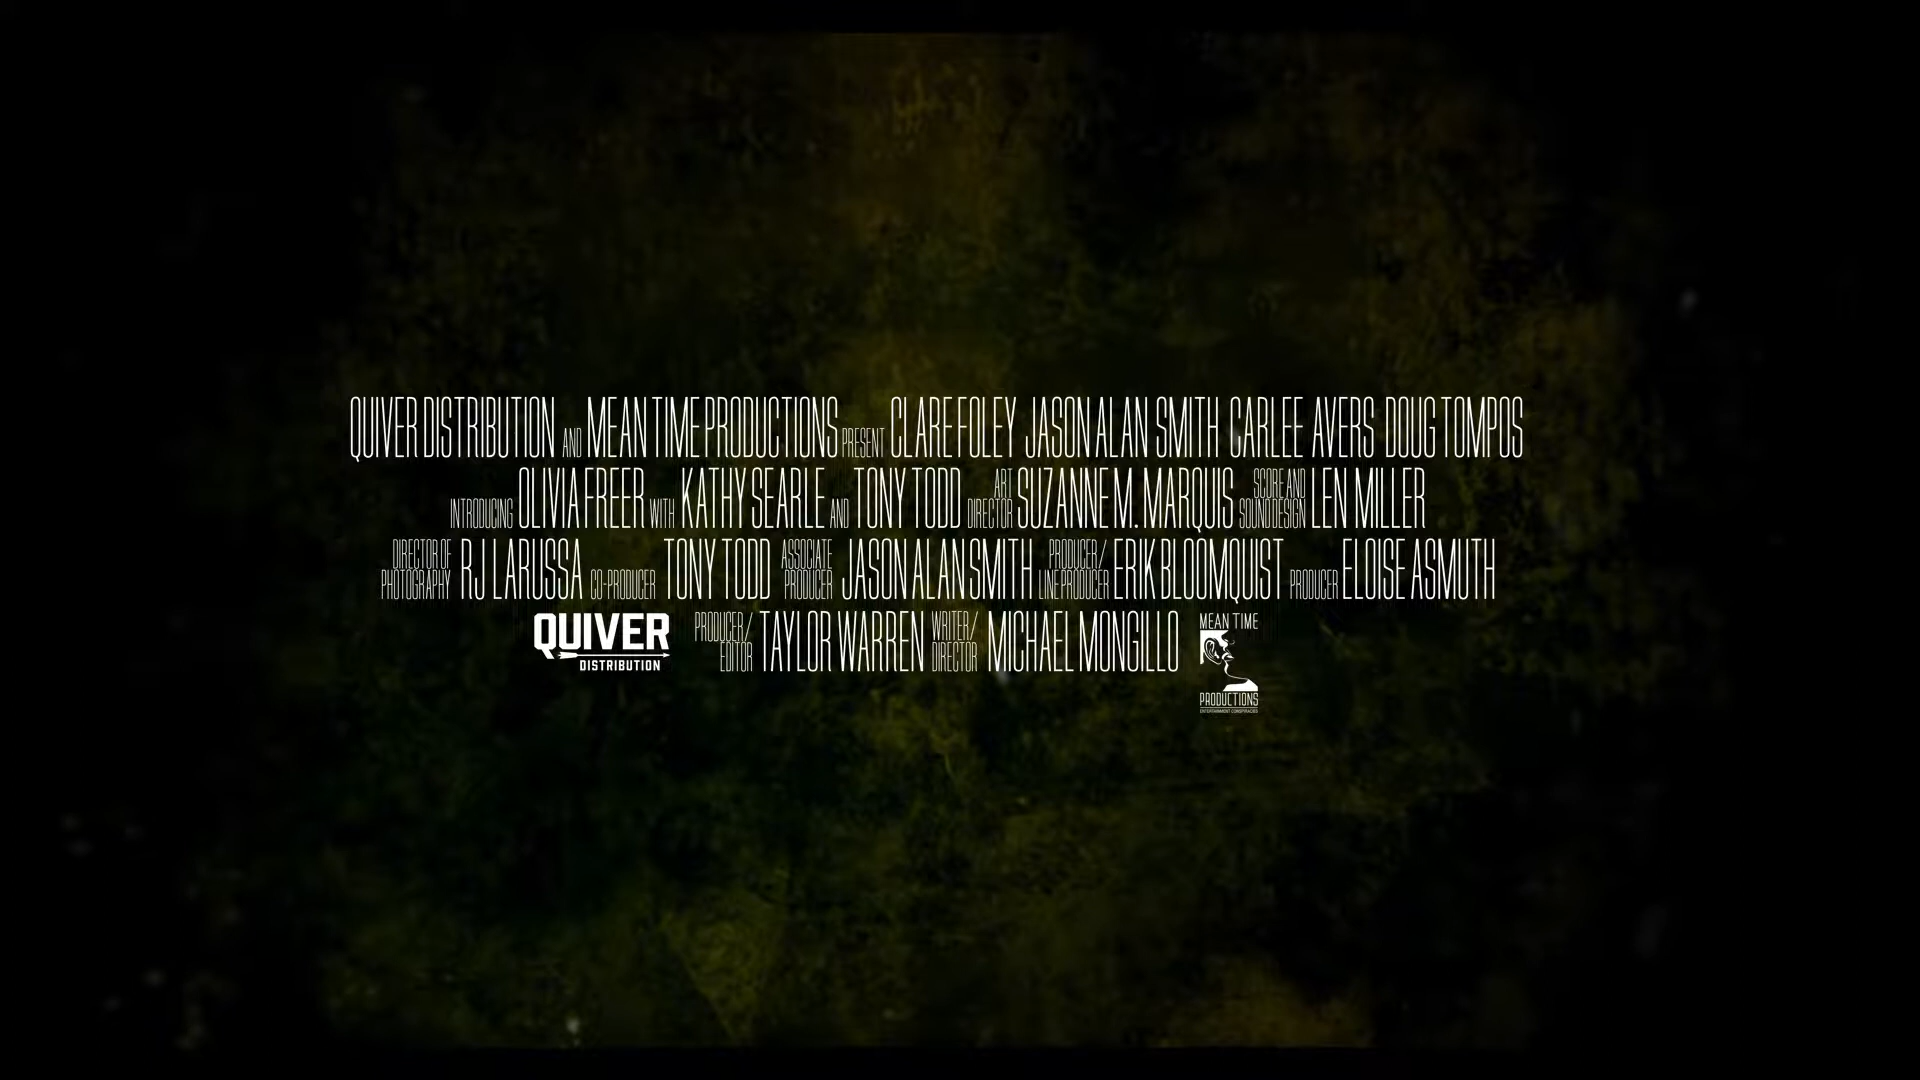 QUIVER DISTRIBUTION AND MEAN TIME PRODUCTIONS PRESENT CLARE FOLEY JASON ALAN SMITH CARLEE AVERS DOUG TOMPOS
INTRODUCING OLIVIA FREER WITH KATHY SEARLE AND TONY TODD ART DIRECTOR SUZANNE M. MARQUIS SCORE AND SOUND DESIGN LEN MILLER
DIRECTOR OF PHOTOGRAPHY RJ LARUSSA CO-PRODUCER TONY TODD ASSOCIATE PRODUCER JASON ALAN SMITH PRODUCER/ LINE PRODUCER ERIK BLOOMQUIST PRODUCER ELOISE ASMUTH
QUIVER DISTRIBUTION PRODUCER/ EDITOR TAYLOR WARREN WRITER/ DIRECTOR MICHAEL MONGILLO MEAN TIME PRODUCTIONS
ENTERTAINMENT CONSPIRACIES